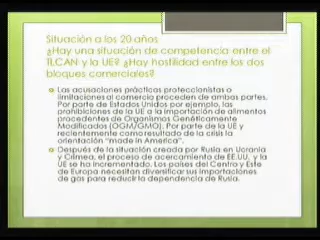 Situación a los 20 años
¿Hay una situación de competencia entre el
TLCAN y la UE? ¿Hay hostilidad entre los dos
bloques comerciales?
Las acusaciones prácticas proteccionistas o
limitaciones al comercio proceden de ambas partes.
Por parte de Estados Unidos por ejemplo, las
prohibiciones de la UE a la importación de alimentos
procedentes de Organismos Genéticamente
Modificados (OGM/GMO). Por parte de la UE y
recientemente como resultado de la crisis la
orientación "made in America".
Después de la situación creada por Rusia en Ucrania
y Crimea, el proceso de acercamiento de EE.UU. y la
UE se ha incrementado. Los países del Centro y Este
de Europa necesitan diversificar sus importaciones
de gas para reducir la dependencia de Rusia.